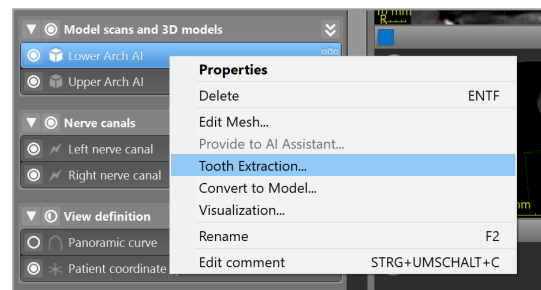 10 mm
Model scans and 3D models
Lower Arch AI
Upper Arch AI
Nerve canals
Left nerve canal
Right nerve canal
View definition
Panoramic curve
Patient coordinate
Properties
Delete ENTF
Edit Mesh...
Provide to AI Assistant...
Tooth Extraction...
Convert to Model...
Visualization...
Rename F2
Edit comment STRG+UMSCHALT+C